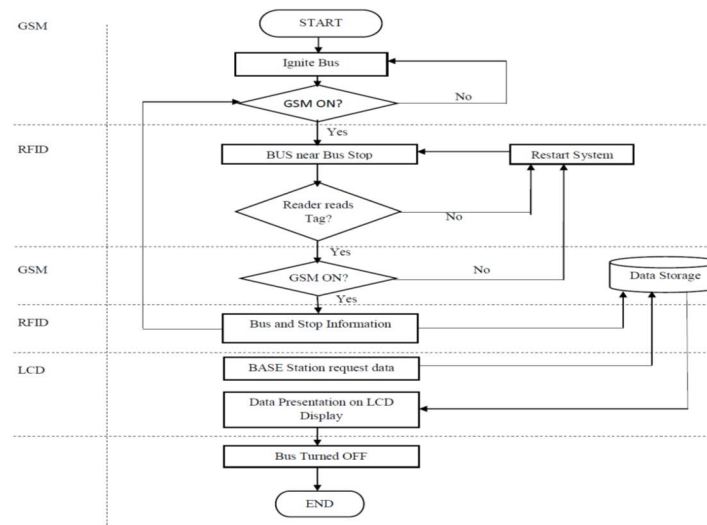 GSM
START
Ignite Bus
GSM ON?
No
Yes
RFID
BUS near Bus Stop
Restart System
Reader reads
Tag?
No
Yes
GSM
GSM ON?
No
Data Storage
Yes
RFID
Bus and Stop Information
LCD
BASE Station request data
Data Presentation on LCD
Display
Bus Turned OFF
END